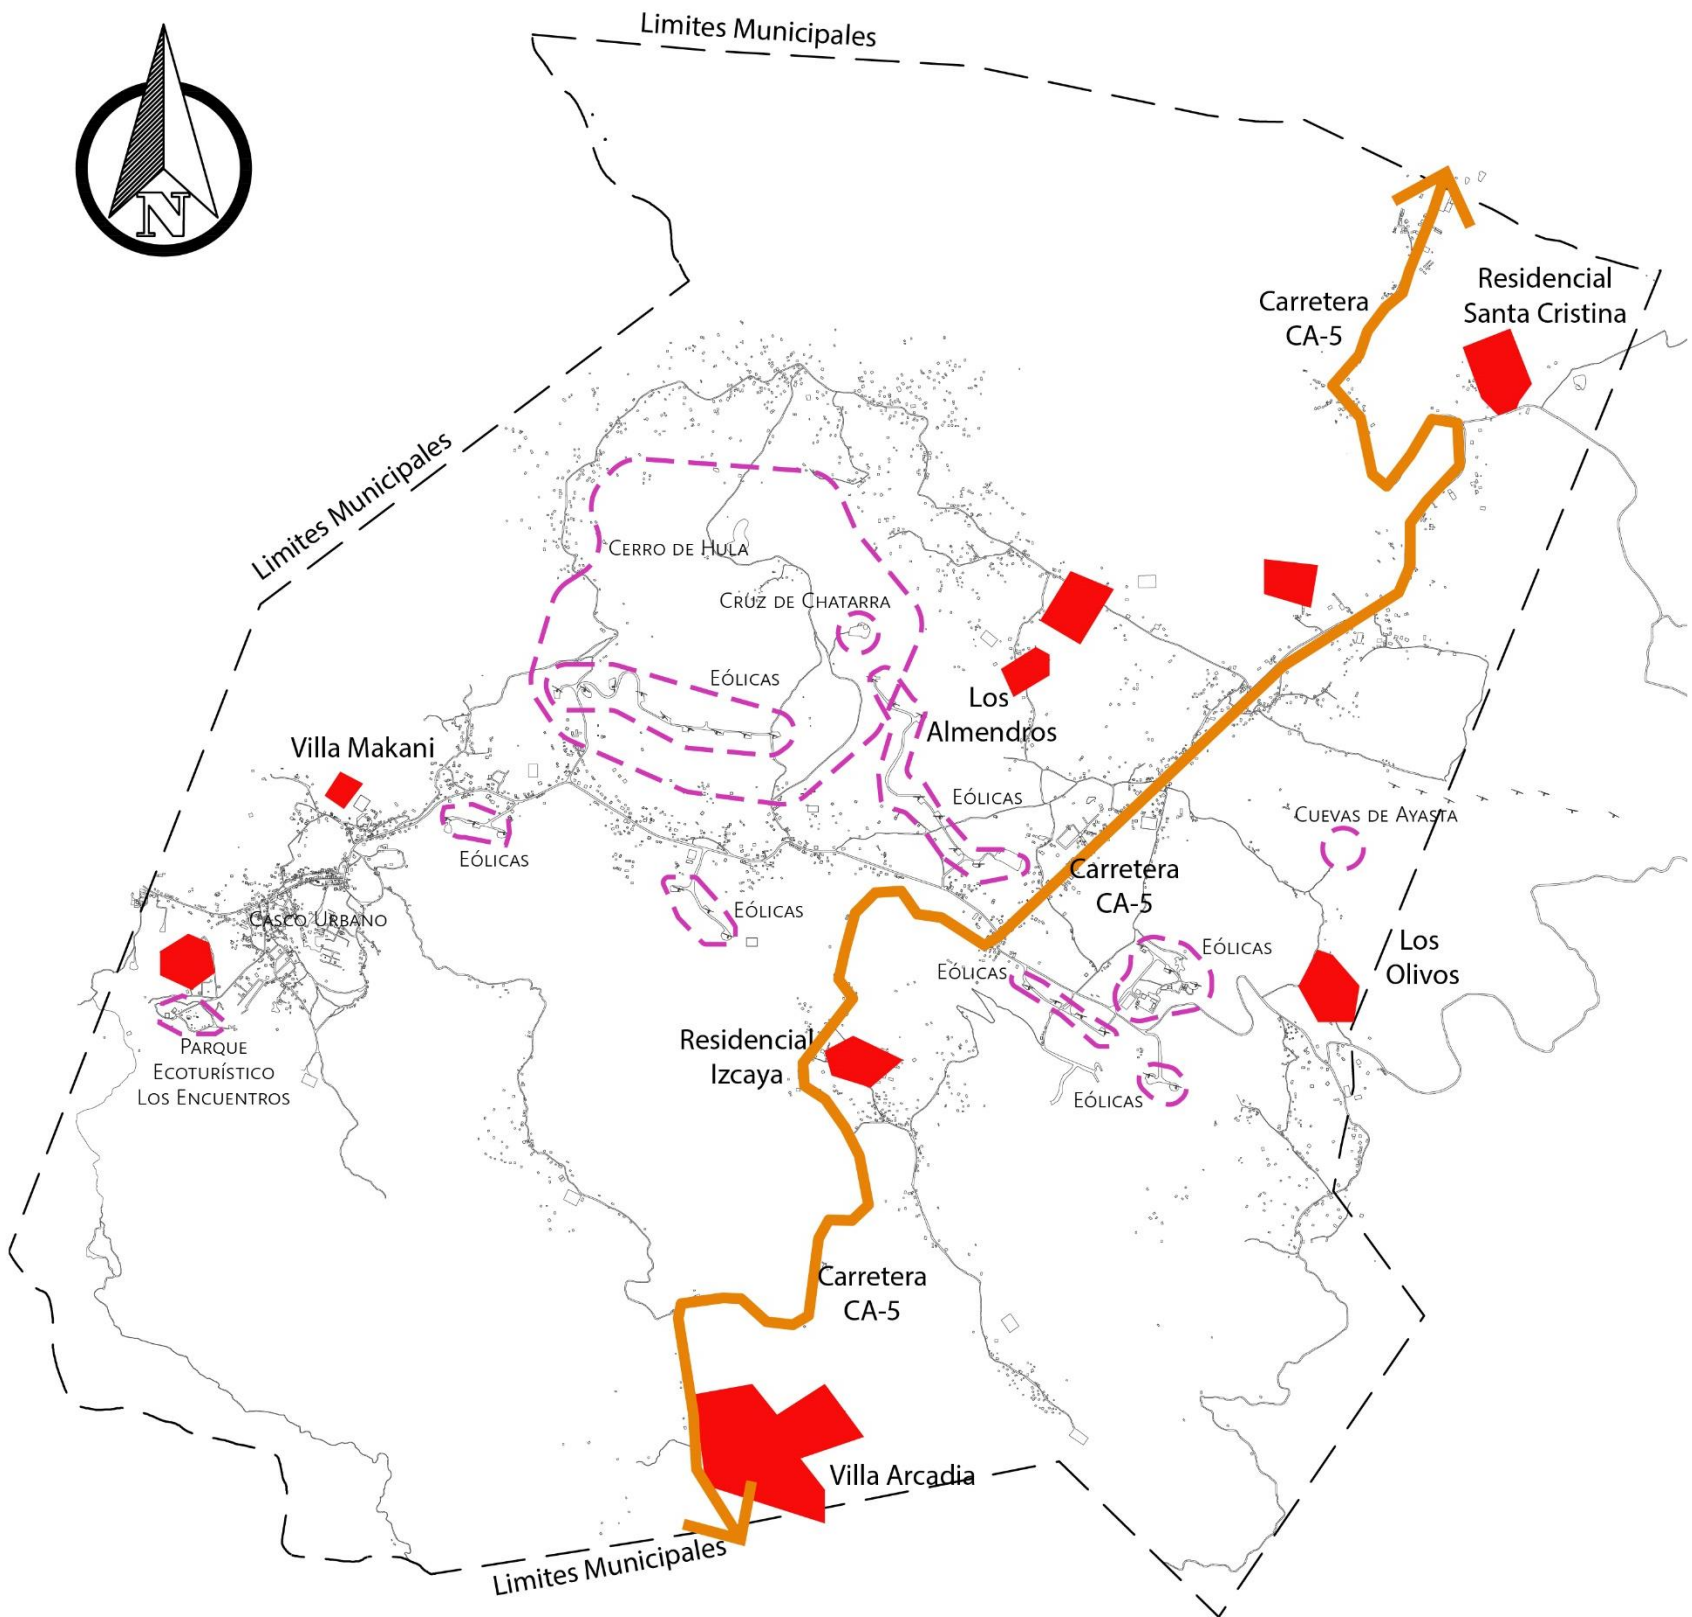 Limites Municipales
N
Residencial
Santa Cristina
Carretera
CA-5
Limites Municipales
Cerro de Hula
Cruz de Chatarra
Eólicas
Los
Almendros
Villa Makani
Eólicas
Cuevas de Ayasta
Eólicas
Carretera
CA-5
Eólicas
Casco Urbano
Los
Olivos
Eólicas
Eólicas
Residencial
Izcaya
Parque
Ecoturístico
Los Encuentros
Eólicas
Carretera
CA-5
Villa Arcadia
Limites Municipales